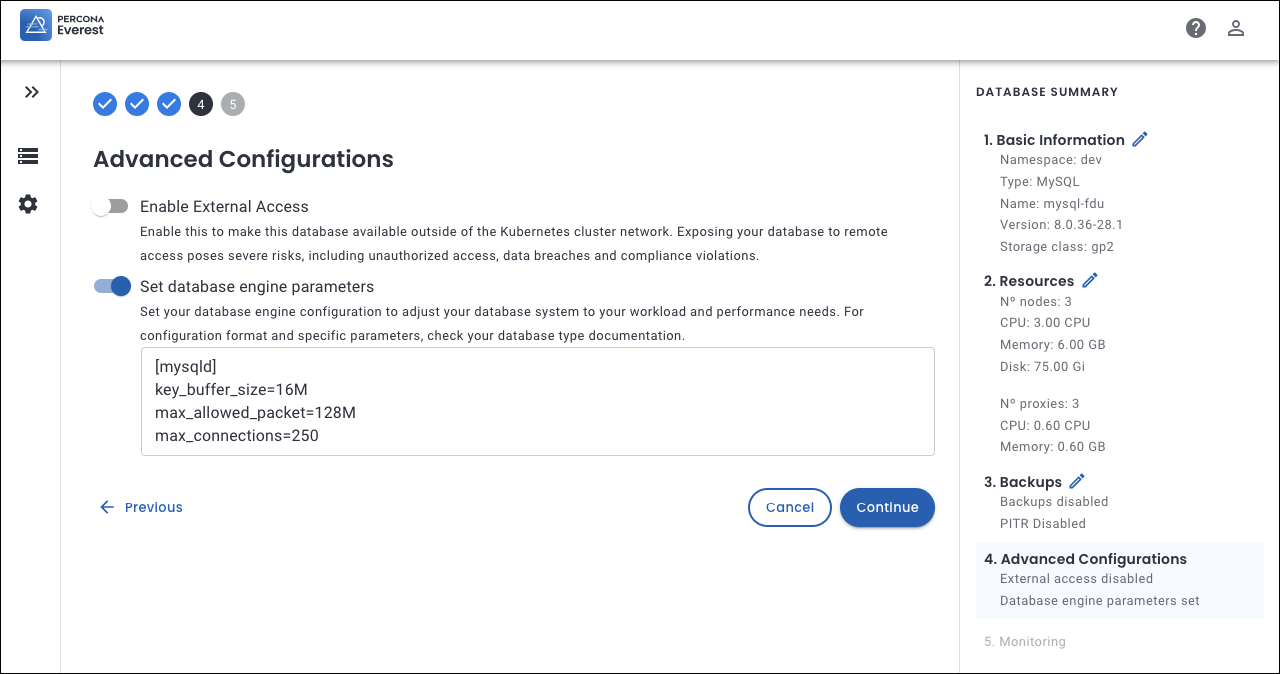 PERCONA
Everest
4
5
Advanced Configurations
Enable External Access
Enable this to make this database available outside of the Kubernetes cluster network. Exposing your database to remote
access poses severe risks, including unauthorized access, data breaches and compliance violations.
Set database engine parameters
Set your database engine configuration to adjust your database system to your workload and performance needs. For
configuration format and specific parameters, check your database type documentation.
[mysqld]
key_buffer_size=16M
max_allowed_packet=128M
max_connections=250
Previous
Cancel
Continue
DATABASE SUMMARY
1. Basic Information
Namespace: dev
Type: MySQL
Name: mysql-fdu
Version: 8.0.36-28.1
Storage class: gp2
2. Resources
Nº nodes: 3
CPU: 3.00 CPU
Memory: 6.00 GB
Disk: 75.00 Gi
Nº proxies: 3
CPU: 0.60 CPU
Memory: 0.60 GB
3. Backups
Backups disabled
PITR Disabled
4. Advanced Configurations
External access disabled
Database engine parameters set
5. Monitoring